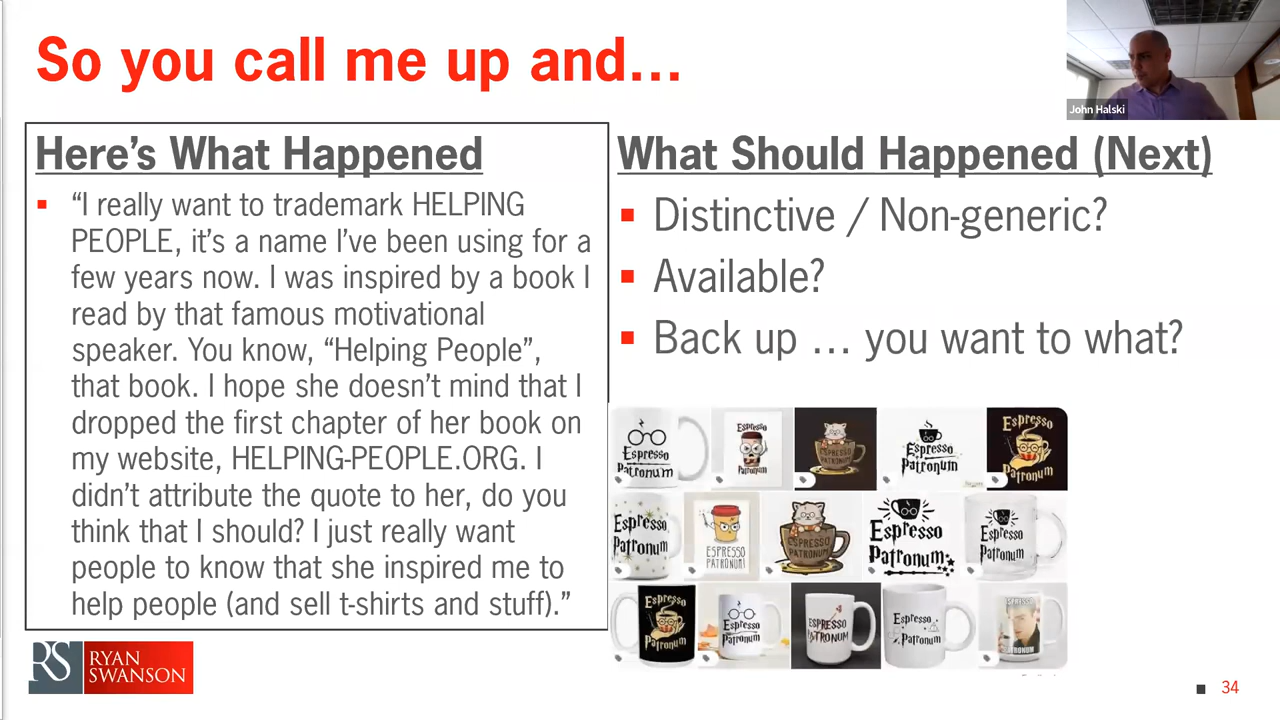 So you call me up and...
John Halski
Here's What Happened
"I really want to trademark HELPING
PEOPLE, it's a name I've been using for a
few years now. I was inspired by a book I
read by that famous motivational
speaker. You know, "Helping People",
that book. I hope she doesn't mind that I
dropped the first chapter of her book on
my website, HELPING-PEOPLE.ORG. I
didn't attribute the quote to her, do you
think that I should? I just really want
people to know that she inspired me to
help people (and sell t-shirts and stuff)."
What Should Happened (Next)
Distinctive / Non-generic?
Available?
Back up ... you want to what?
Espresso
Patronum
Espresso
Patronum
ESPRESSO
PATRONUM
Espresso
Patronum
Espresso
Patronum
Espresso
Patronum
ESPRESSO
PATRONUM!
ESPRESSO
PATRONUM
Espresso
Patronum
Espresso
Patronum
Espresso
Patronum
Espresso
Patronum
ESPRESSO
PATRONUM
Espresso
Patronum
ESPRESSO
RS RYAN
SWANSON
34